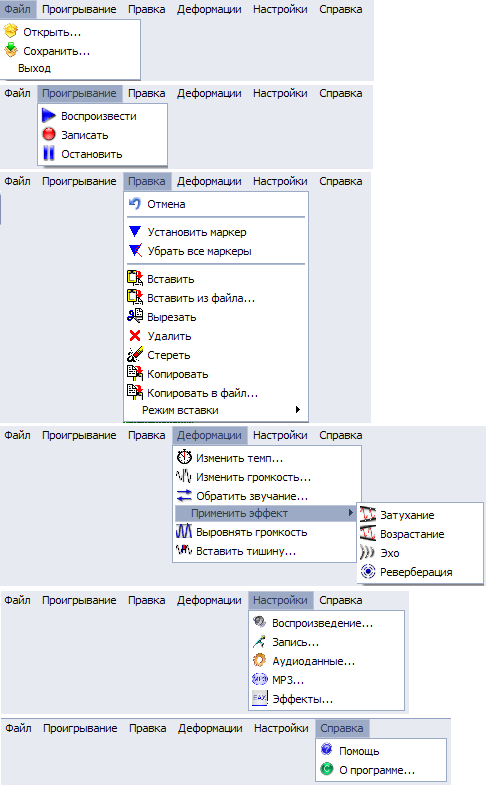 Файл Проигрывание Правка Деформации Настройки Справка
Открыть...
Сохранить...
Выход
Файл Проигрывание Правка Деформации Настройки Справка
Воспроизвести
Записать
Остановить
Файл Проигрывание Правка Деформации Настройки Справка
Отмена
Установить маркер
Убрать все маркеры
Вставить
Вставить из файла...
Вырезать
Удалить
Стереть
Копировать
Копировать в файл...
Режим вставки
Файл Проигрывание Правка Деформации Настройки Справка
Изменить темп...
Изменить громкость...
Обратить звучание...
Применить эффект
Выровнять громкость
Вставить тишину...
Затухание
Возрастание
Эхо
Реверберация
Файл Проигрывание Правка Деформации Настройки Справка
Воспроизведение...
Запись...
Аудиоданные...
MP3
MP3...
EAX
Эффекты...
Файл Проигрывание Правка Деформации Настройки Справка
Помощь
О программе...